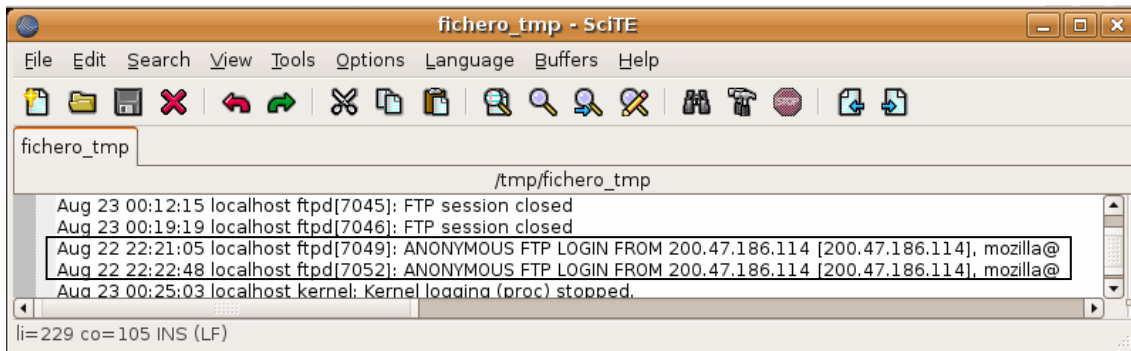 fichero_tmp - SciTE
File Edit Search View Tools Options Language Buffers Help
STOP
fichero_tmp
/tmp/fichero_tmp
Aug 23 00:12:15 localhost ftpd[7045]: FTP session closed
Aug 23 00:19:19 localhost ftpd[7046]: FTP session closed
Aug 22 22:21:05 localhost ftpd[7049]: ANONYMOUS FTP LOGIN FROM 200.47.186.114 [200.47.186.114], mozilla@
Aug 22 22:22:48 localhost ftpd[7052]: ANONYMOUS FTP LOGIN FROM 200.47.186.114 [200.47.186.114], mozilla@
Aug 23 00:25:03 localhost kernel: Kernel logging (proc) stopped.
li=229 co=105 INS (LF)